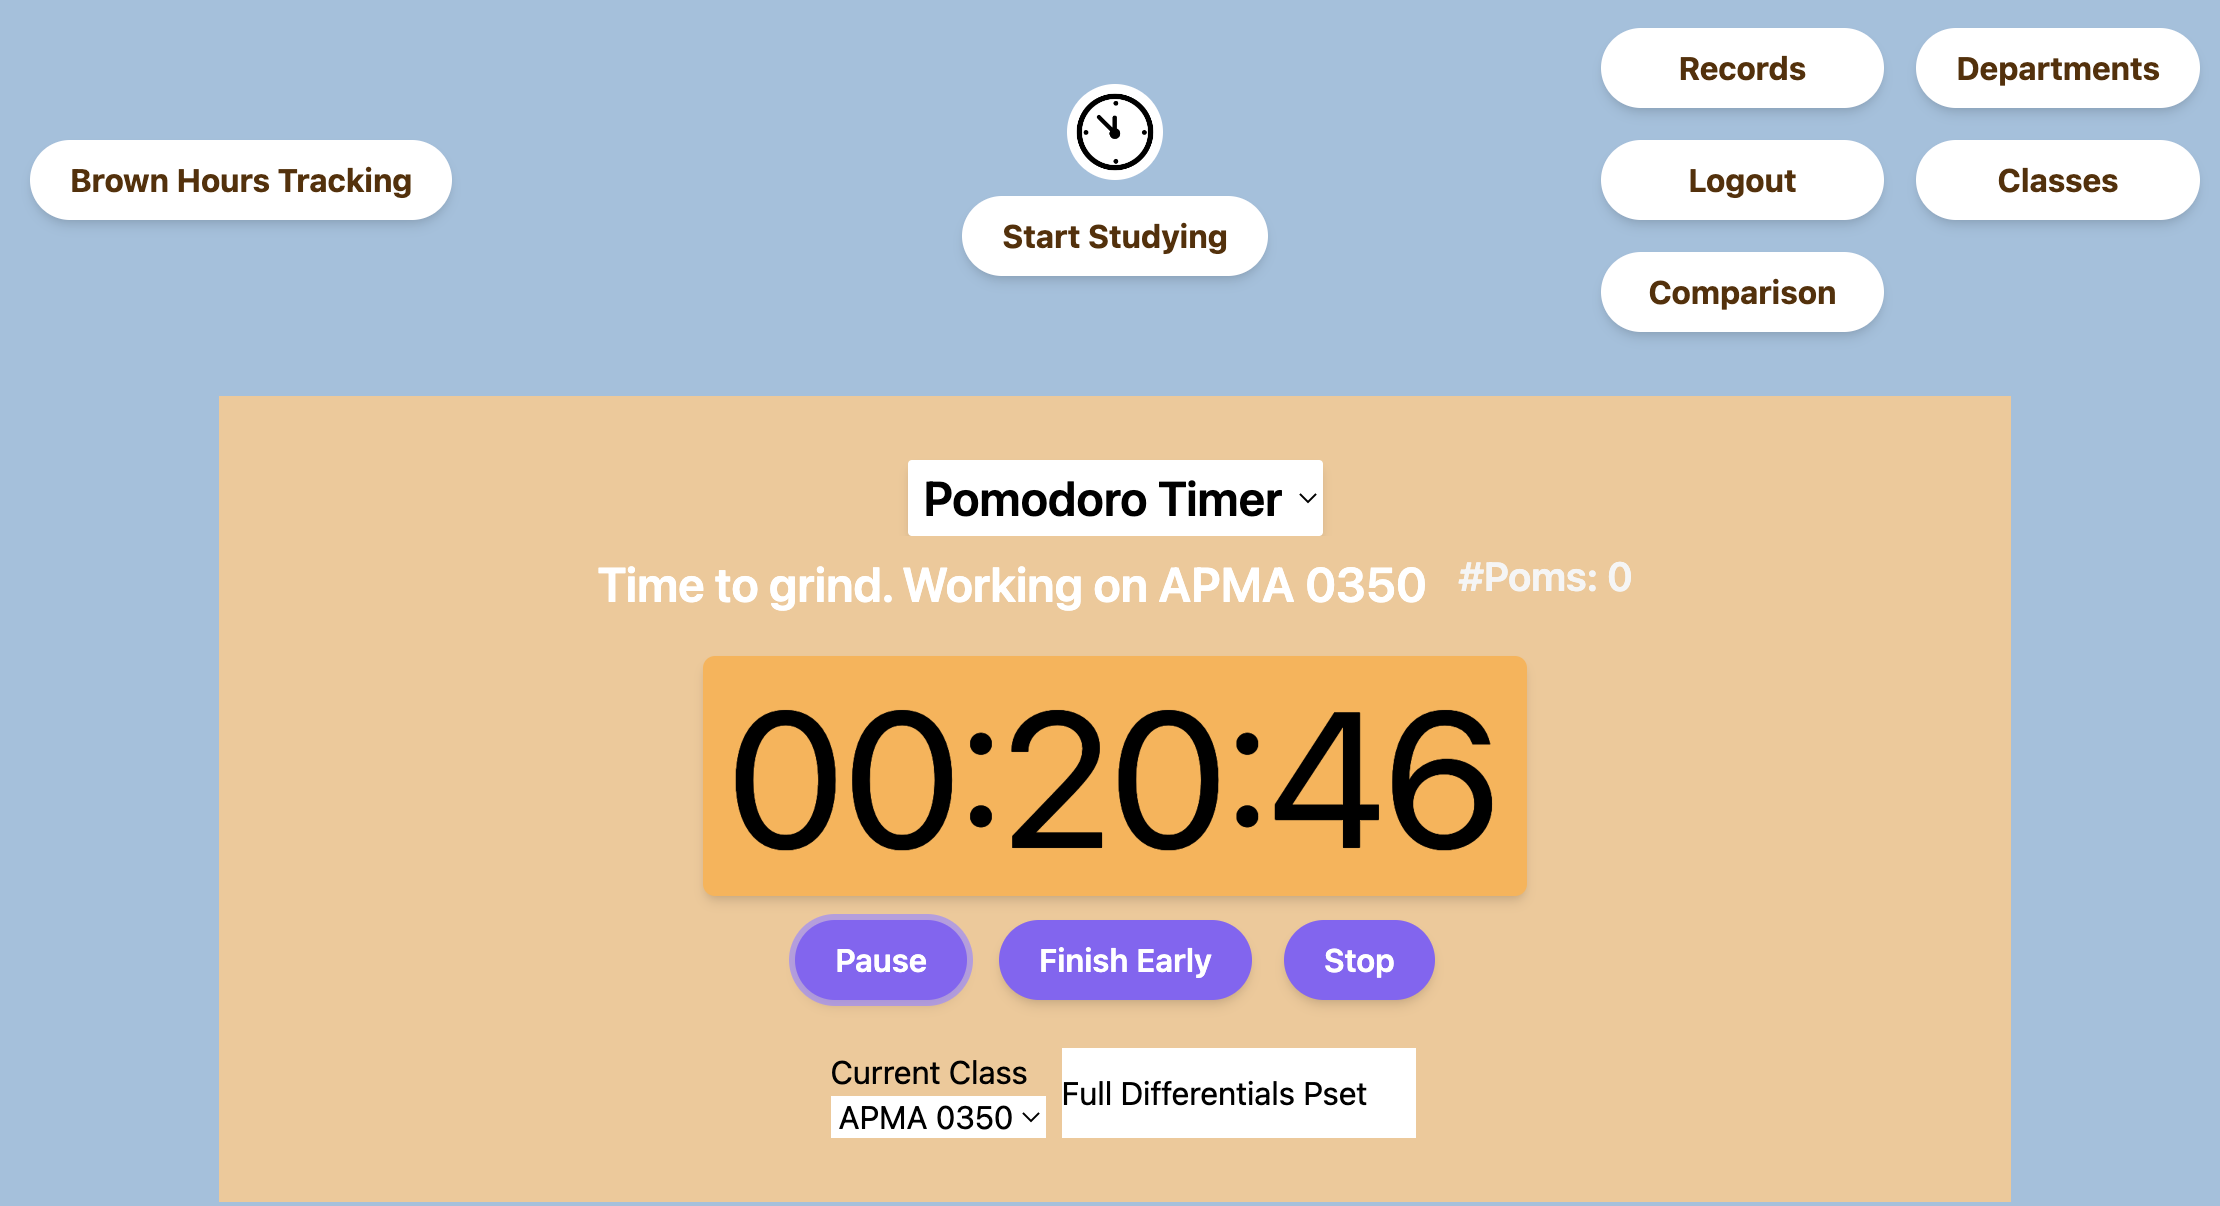 Brown Hours Tracking
Start Studying
Records
Departments
Logout
Classes
Comparison
Pomodoro Timer
Time to grind. Working on APMA 0350
#Poms: 0
00:20:46
Pause
Finish Early
Stop
Current Class
APMA 0350
Full Differentials Pset